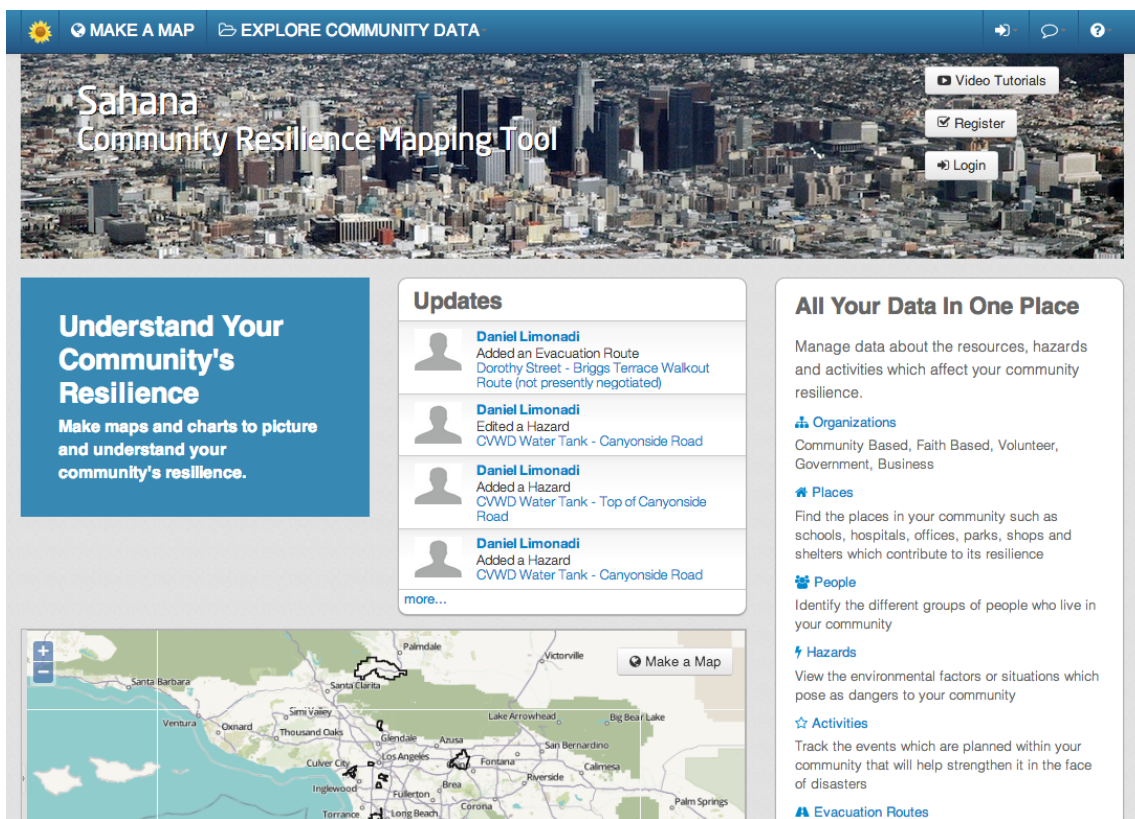 MAKE A MAP
EXPLORE COMMUNITY DATA
Sahana
Community Resilience Mapping Tool
Video Tutorials
Register
Login
Understand Your
Community's
Resilience
Make maps and charts to picture
and understand your
community's resilience.
Updates
Daniel Limonadi
Added an Evacuation Route
Dorothy Street - Briggs Terrace Walkout
Route (not presently negotiated)
Daniel Limonadi
Edited a Hazard
CVWD Water Tank - Canyonside Road
Daniel Limonadi
Added a Hazard
CVWD Water Tank - Top of Canyonside
Road
Daniel Limonadi
Added a Hazard
CVWD Water Tank - Canyonside Road
more...
+
−
Make a Map
Palmdale
Victorville
Santa Barbara
Santa Clarita
Ventura
Oxnard
Simi Valley
Thousand Oaks
Lake Arrowhead
Big Bear Lake
Glendale
Azusa
San Bernardino
Culver City
Los Angeles
Fontana
Calimesa
Inglewood
Brea
Riverside
Fullerton
Corona
Palm Springs
Torrance
Long Beach
All Your Data In One Place
Manage data about the resources, hazards
and activities which affect your community
resilience.
Organizations
Community Based, Faith Based, Volunteer,
Government, Business
Places
Find the places in your community such as
schools, hospitals, offices, parks, shops and
shelters which contribute to its resilience
People
Identify the different groups of people who live in
your community
Hazards
View the environmental factors or situations which
pose as dangers to your community
Activities
Track the events which are planned within your
community that will help strengthen it in the face
of disasters
Evacuation Routes